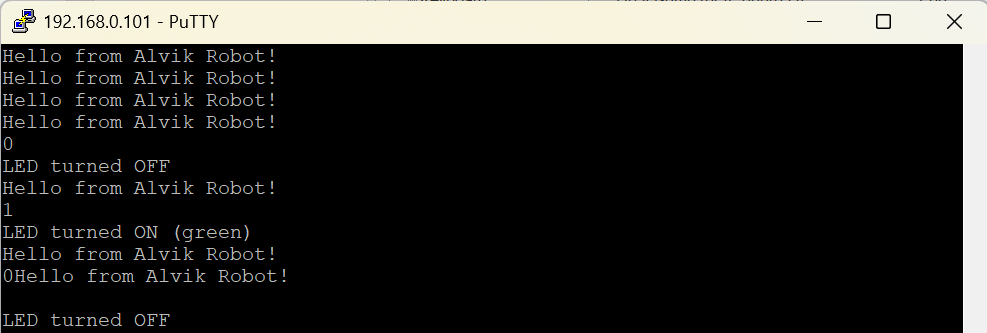 192.168.0.101 - PuTTY
Hello from Alvik Robot!
Hello from Alvik Robot!
Hello from Alvik Robot!
Hello from Alvik Robot!
0
LED turned OFF
Hello from Alvik Robot!
1
LED turned ON (green)
Hello from Alvik Robot!
0Hello from Alvik Robot!
LED turned OFF